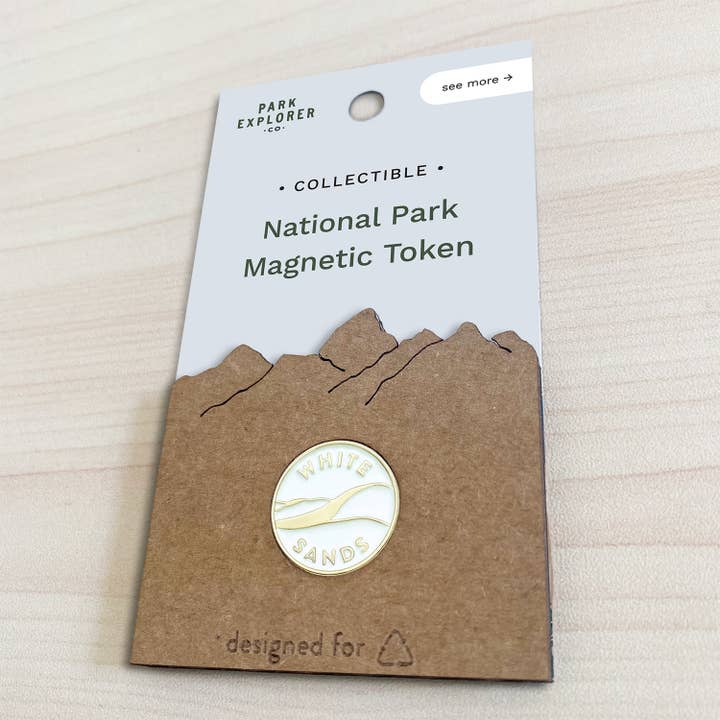 see more →
PARK
EXPLORER
• CO •
• COLLECTIBLE •
National Park
Magnetic Token
WHITE
SANDS
designed for